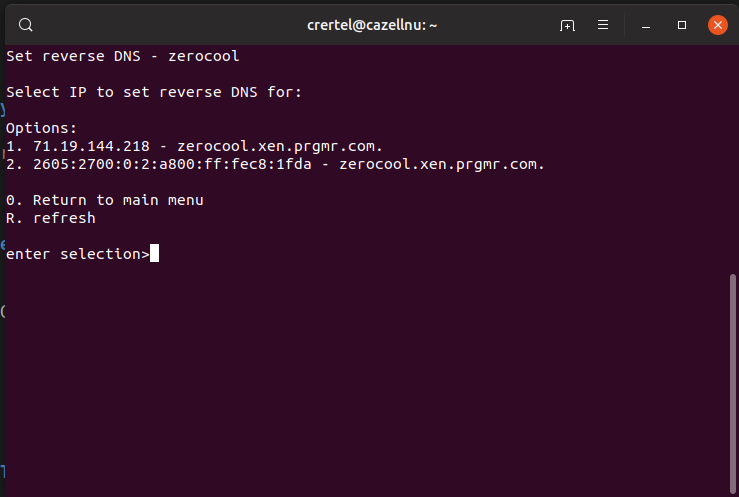 crertel@cazellnu: ~
Set reverse DNS - zerocool
Select IP to set reverse DNS for:
Options:
1. 71.19.144.218 - zerocool.xen.prgmr.com.
2. 2605:2700:0:2:a800:ff:fec8:1fda - zerocool.xen.prgmr.com.
0. Return to main menu
R. refresh
enter selection>